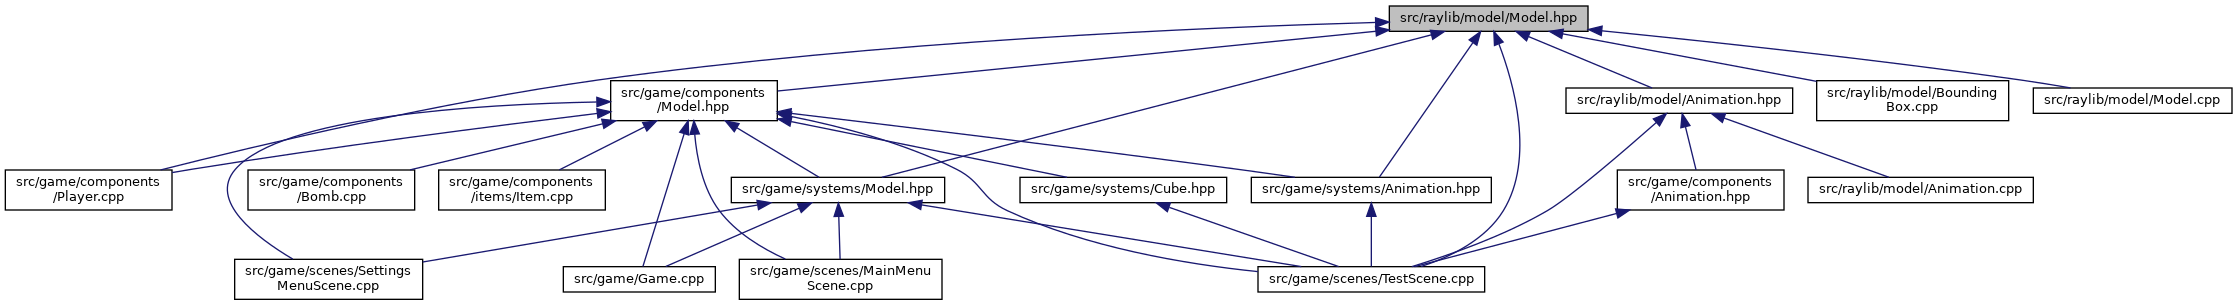 src/raylib/model/Model.hpp
src/game/components
/Model.hpp
src/raylib/model/Animation.hpp
src/raylib/model/Bounding
Box.cpp
src/raylib/model/Model.cpp
src/game/components
/Player.cpp
src/game/components
/Bomb.cpp
src/game/components
/items/Item.cpp
src/game/systems/Model.hpp
src/game/systems/Cube.hpp
src/game/systems/Animation.hpp
src/game/components
/Animation.hpp
src/raylib/model/Animation.cpp
src/game/scenes/Settings
MenuScene.cpp
src/game/Game.cpp
src/game/scenes/MainMenu
Scene.cpp
src/game/scenes/TestScene.cpp